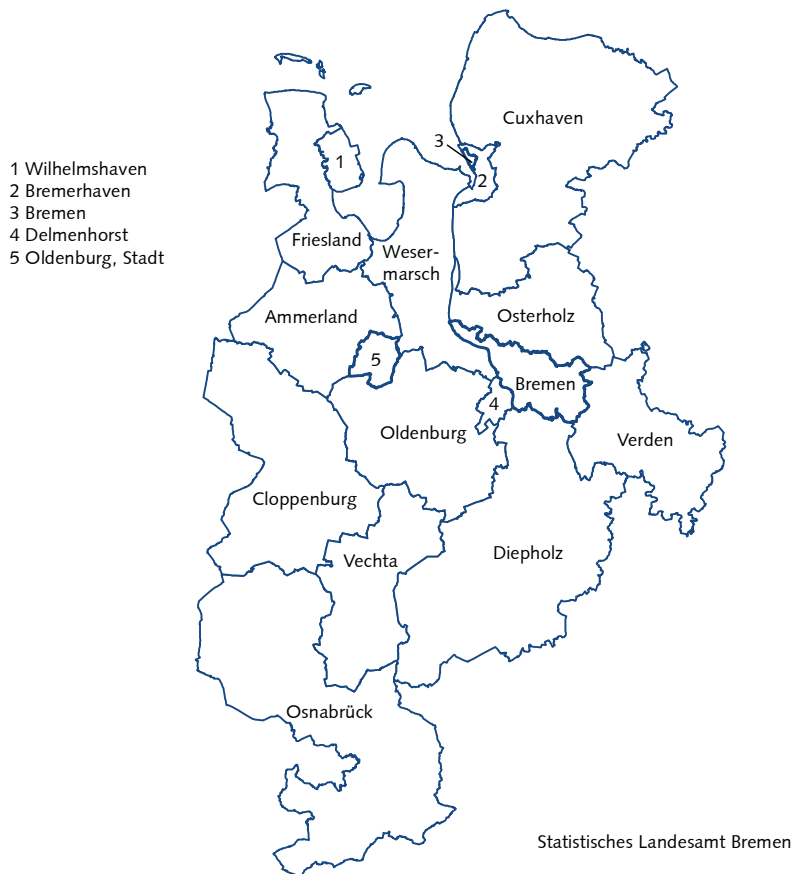 Cuxhaven
3
1
2
1 Wilhelmshaven
2 Bremerhaven
3 Bremen
4 Delmenhorst
5 Oldenburg, Stadt
Friesland
Weser-
marsch
Ammerland
Osterholz
5
Bremen
4
Oldenburg
Verden
Cloppenburg
Vechta
Diepholz
Osnabrück
Statistisches Landesamt Bremen